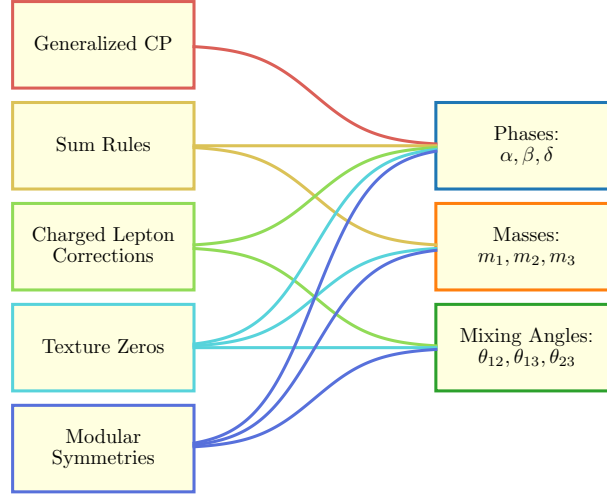 Generalized CP
Sum Rules
Charged Lepton
Corrections
Texture Zeros
Modular
Symmetries
Phases:
α, β, δ
Masses:
m₁, m₂, m₃
Mixing Angles:
θ₁₂, θ₁₃, θ₂₃